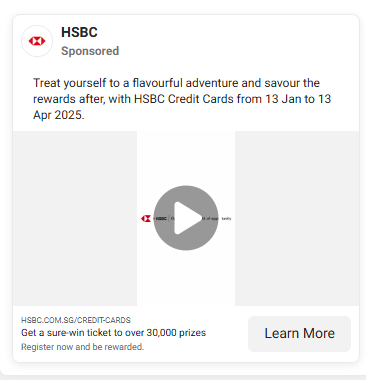 HSBC
Sponsored
Treat yourself to a flavourful adventure and savour the
rewards after, with HSBC Credit Cards from 13 Jan to 13
Apr 2025.
HSBC
HSBC.COM.SG/CREDIT-CARDS
Get a sure-win ticket to over 30,000 prizes
Register now and be rewarded.
Learn More